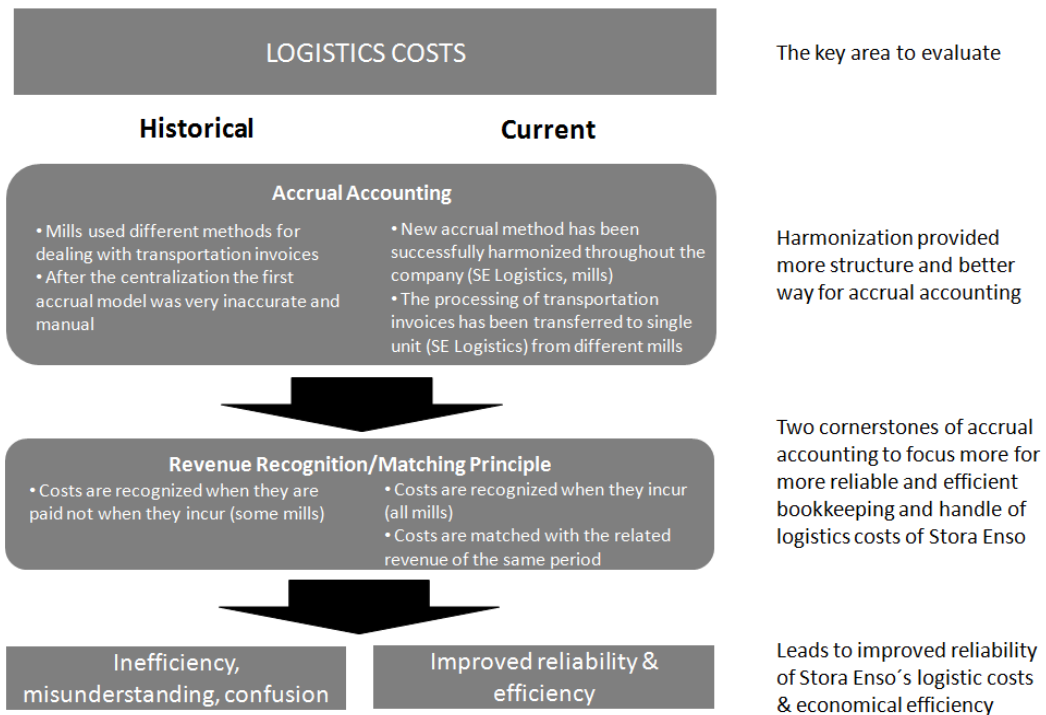 LOGISTICS COSTS
The key area to evaluate
Historical
Current
Accrual Accounting
• Mills used different methods for
dealing with transportation invoices
• After the centralization the first
accrual model was very inaccurate and
manual
• New accrual method has been
successfully harmonized throughout the
company (SE Logistics, mills)
• The processing of transportation
invoices has been transferred to single
unit (SE Logistics) from different mills
Harmonization provided
more structure and better
way for accrual accounting
Revenue Recognition/Matching Principle
• Costs are recognized when they are
paid not when they incur (some mills)
• Costs are recognized when they incur
(all mills)
• Costs are matched with the related
revenue of the same period
Two cornerstones of accrual
accounting to focus more for
more reliable and efficient
bookkeeping and handle of
logistics costs of Stora Enso
Inefficiency,
misunderstanding, confusion
Improved reliability &
efficiency
Leads to improved reliability
of Stora Enso´s logistic costs
& economical efficiency